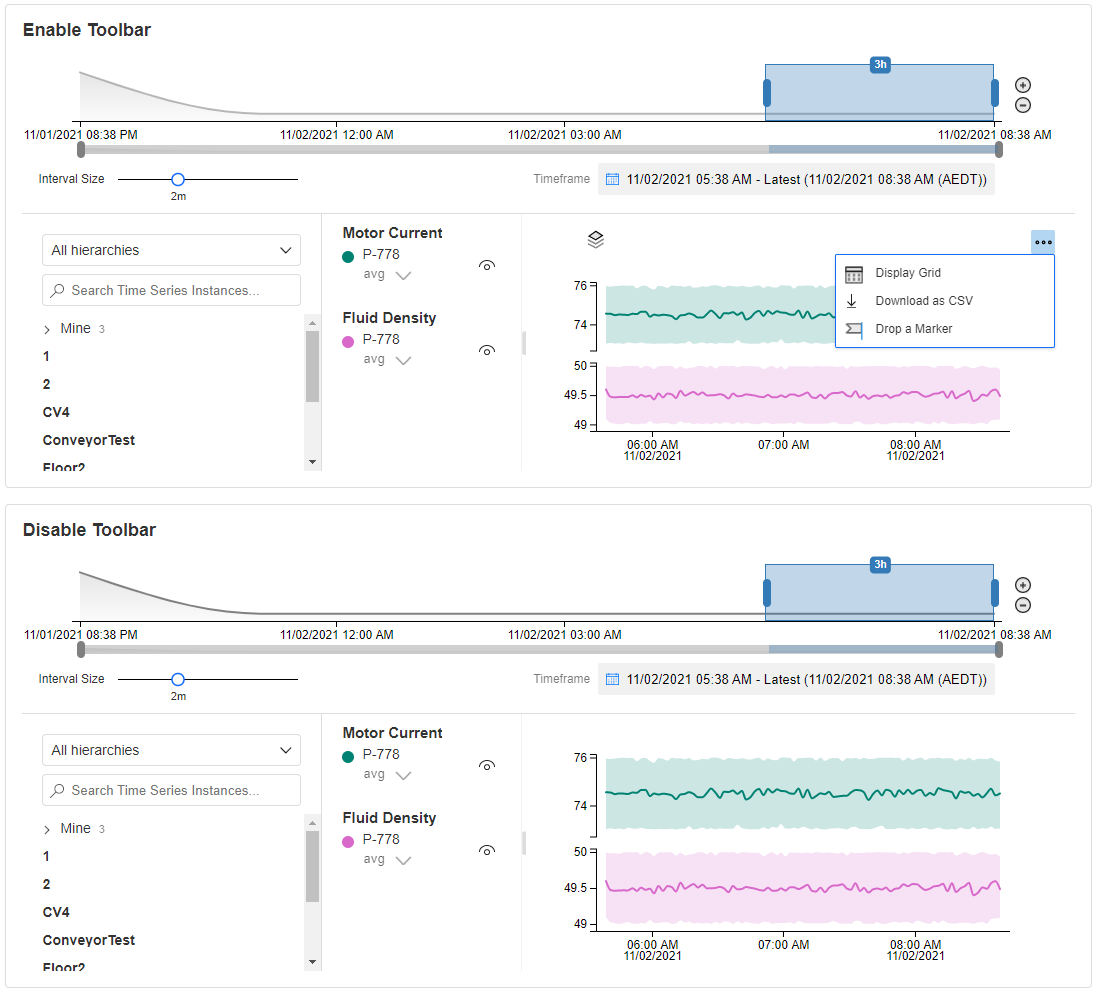 Enable Toolbar
3h
11/01/2021 08:38 PM 11/02/2021 12:00 AM 11/02/2021 03:00 AM 11/02/2021 08:38 AM
Interval Size
2m
Timeframe 11/02/2021 05:38 AM - Latest (11/02/2021 08:38 AM (AEDT))
All hierarchies
Search Time Series Instances...
Mine 3
1
2
CV4
ConveyorTest
Floor2
Motor Current
P-778
avg
Fluid Density
P-778
avg
Display Grid
Download as CSV
Drop a Marker
76
74
50
49.5
49
06:00 AM 07:00 AM 08:00 AM
11/02/2021 11/02/2021
Disable Toolbar
3h
11/01/2021 08:38 PM 11/02/2021 12:00 AM 11/02/2021 03:00 AM 11/02/2021 08:38 AM
Interval Size
2m
Timeframe 11/02/2021 05:38 AM - Latest (11/02/2021 08:38 AM (AEDT))
All hierarchies
Search Time Series Instances...
Mine 3
1
2
CV4
ConveyorTest
Floor2
Motor Current
P-778
avg
Fluid Density
P-778
avg
76
74
50
49.5
49
06:00 AM 07:00 AM 08:00 AM
11/02/2021 11/02/2021